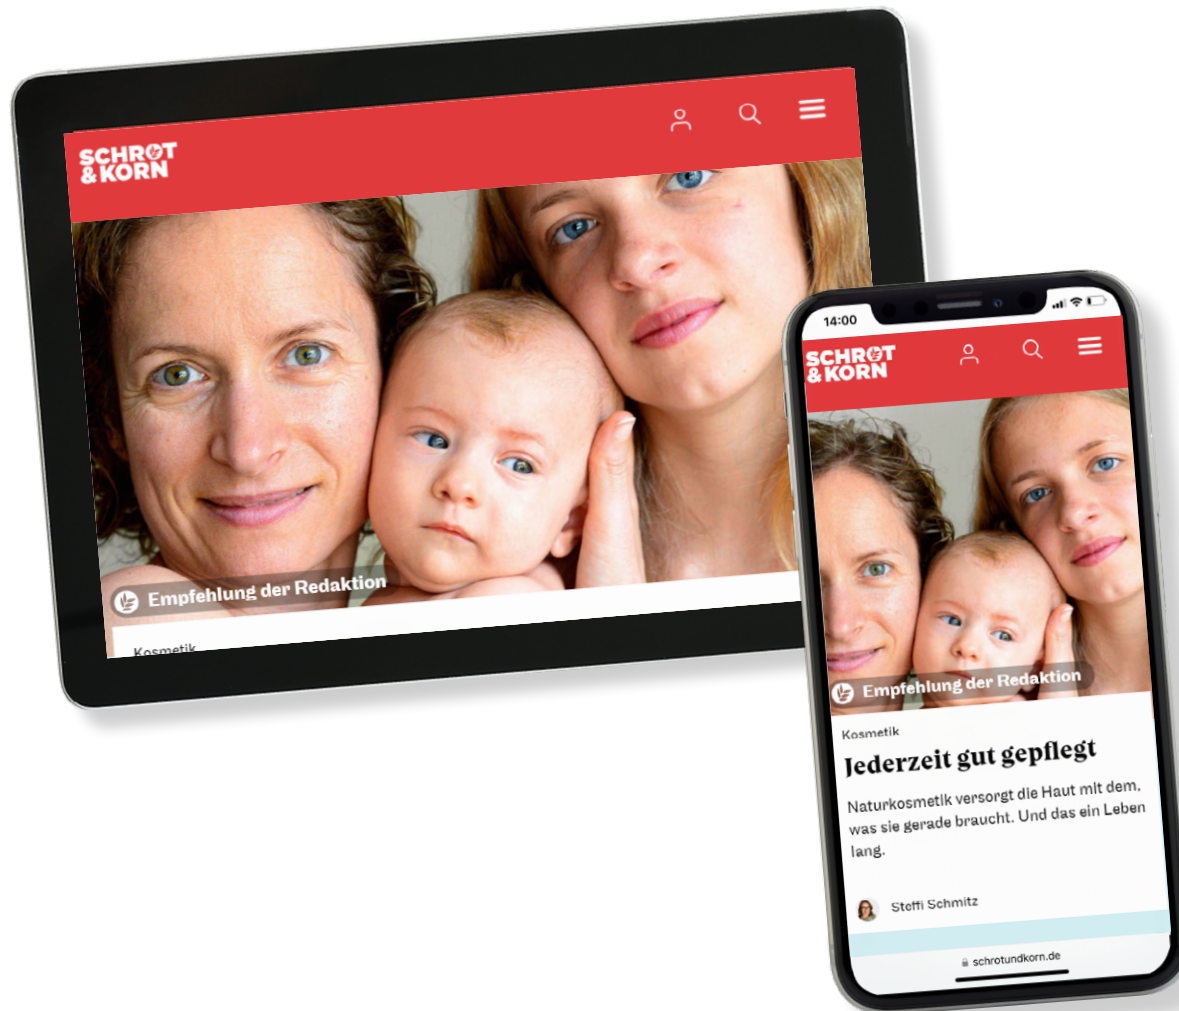 SCHROT
& KORN
Empfehlung der Redaktion
Kosmetik
14:00
SCHROT
& KORN
Empfehlung der Redaktion
Kosmetik
Jederzeit gut gepflegt
Naturkosmetik versorgt die Haut mit dem,
was sie gerade braucht. Und das ein Leben
lang.
Steffi Schmitz
schrotundkorn.de